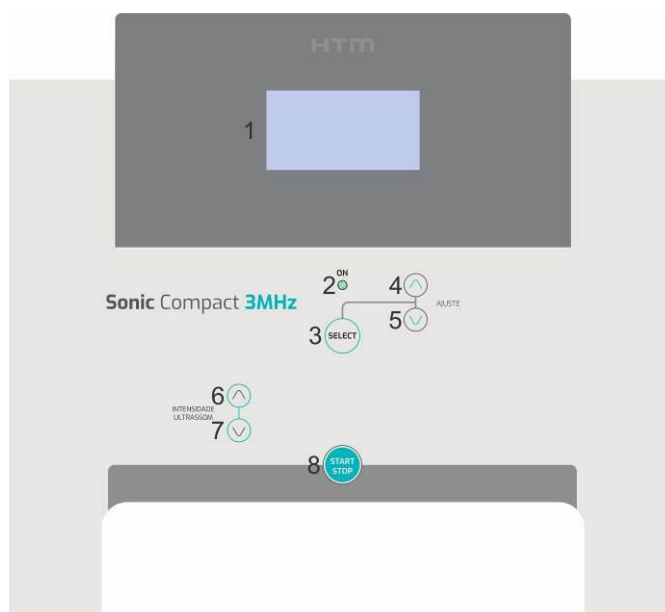 HTM
1
ON
2
4
Sonic Compact 3MHz
AJUSTE
3 SELECT
5
6
INTENSIDADE
ULTRASSOM
7
8 START
STOP